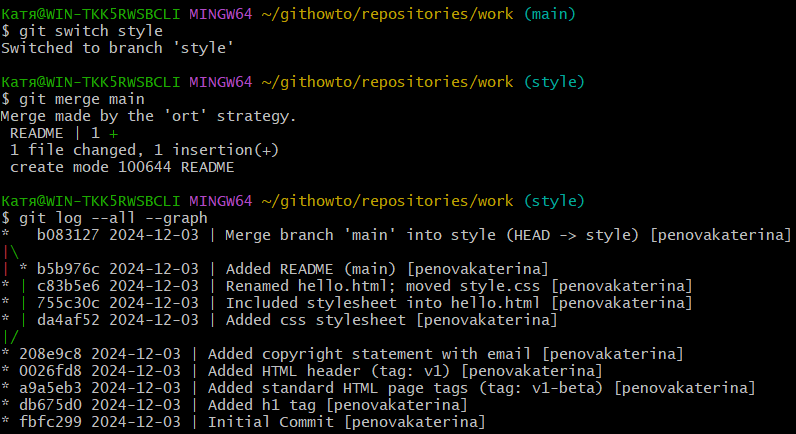 Катя@WIN-TKK5RWSBCLI MINGW64 ~/githowto/repositories/work (main)
$ git switch style
Switched to branch 'style'

Катя@WIN-TKK5RWSBCLI MINGW64 ~/githowto/repositories/work (style)
$ git merge main
Merge made by the 'ort' strategy.
 README | 1 +
 1 file changed, 1 insertion(+)
 create mode 100644 README

Катя@WIN-TKK5RWSBCLI MINGW64 ~/githowto/repositories/work (style)
$ git log --all --graph
*   b083127 2024-12-03 | Merge branch 'main' into style (HEAD -> style) [penovakaterina]
|\
| * b5b976c 2024-12-03 | Added README (main) [penovakaterina]
* | c83b5e6 2024-12-03 | Renamed hello.html; moved style.css [penovakaterina]
* | 755c30c 2024-12-03 | Included stylesheet into hello.html [penovakaterina]
* | da4af52 2024-12-03 | Added css stylesheet [penovakaterina]
|/
* 208e9c8 2024-12-03 | Added copyright statement with email [penovakaterina]
* 0026fd8 2024-12-03 | Added HTML header (tag: v1) [penovakaterina]
* a9a5eb3 2024-12-03 | Added standard HTML page tags (tag: v1-beta) [penovakaterina]
* db675d0 2024-12-03 | Added h1 tag [penovakaterina]
* fbfc299 2024-12-03 | Initial Commit [penovakaterina]